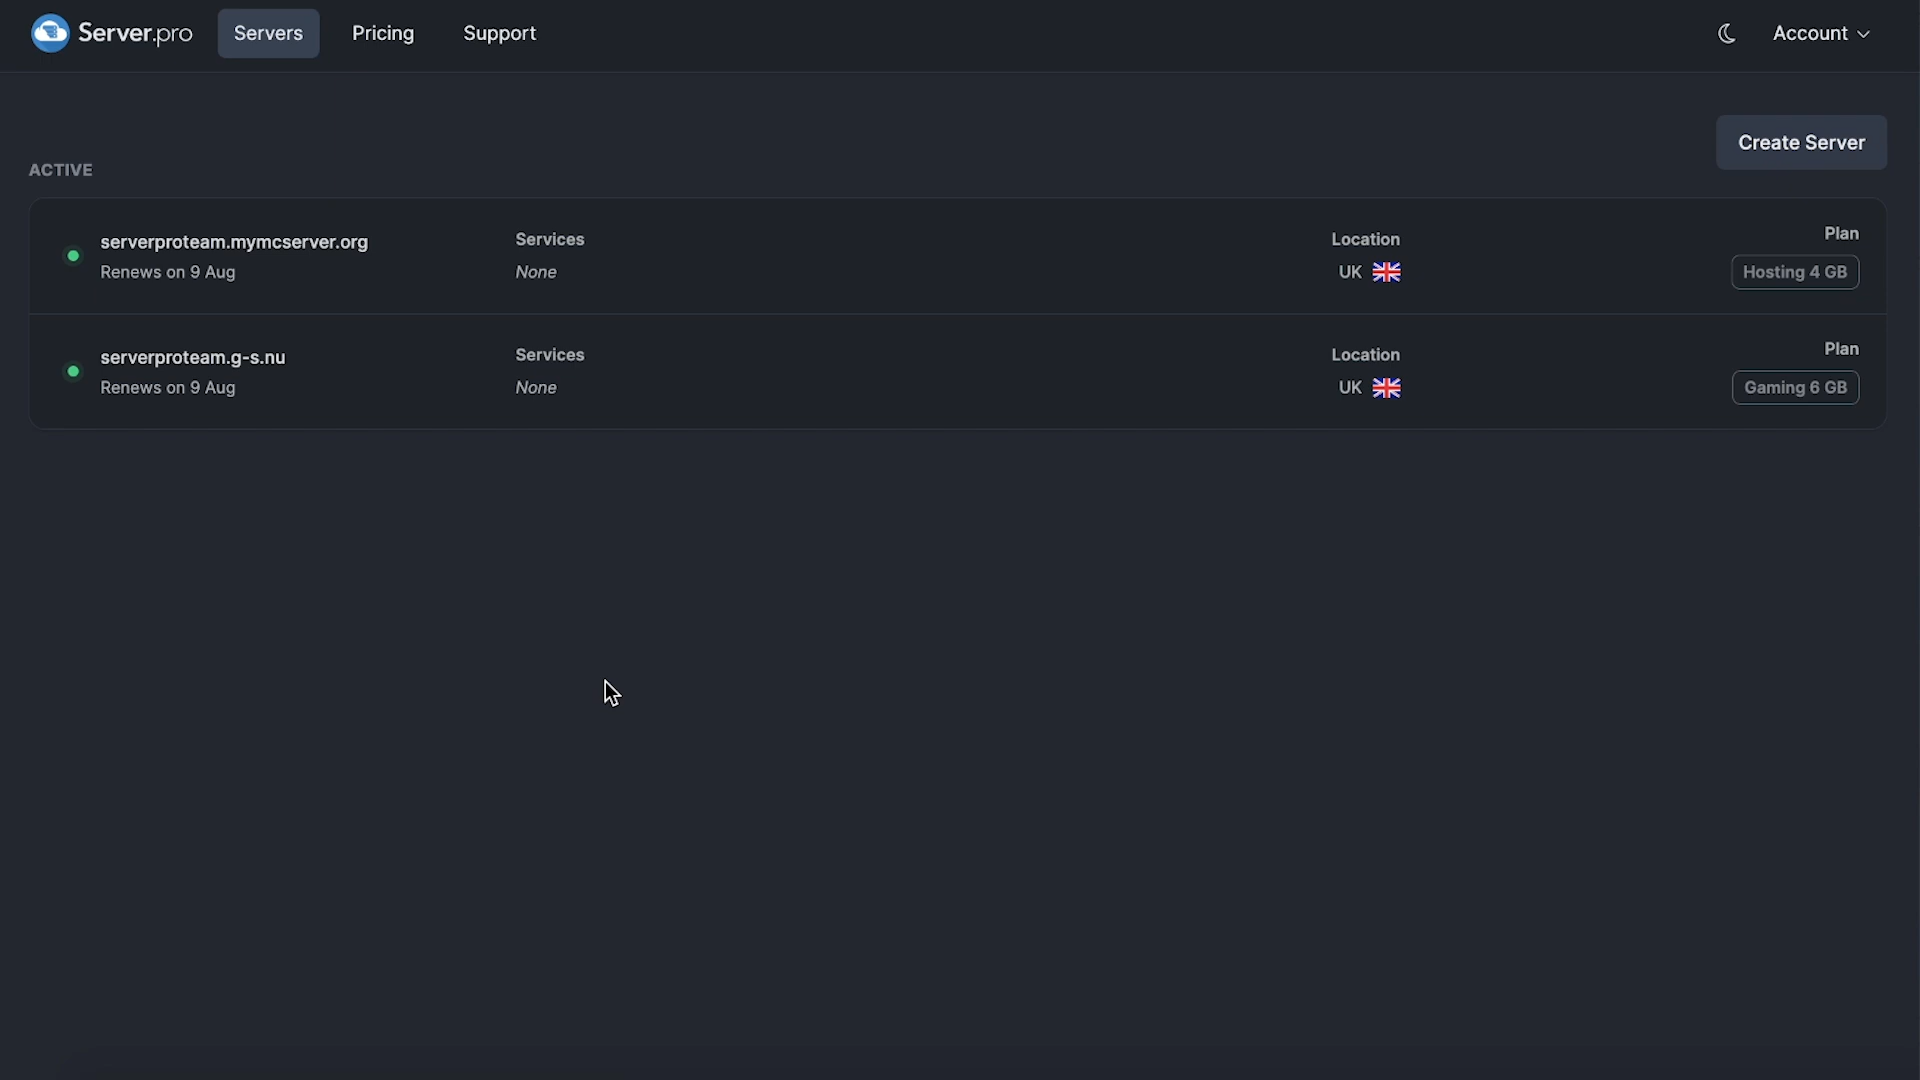 Server.pro Servers Pricing Support Account
Create Server
ACTIVE
serverproteam.mymcserver.org Services Location Plan
Renews on 9 Aug None UK Hosting 4 GB
serverproteam.g-s.nu Services Location Plan
Renews on 9 Aug None UK Gaming 6 GB